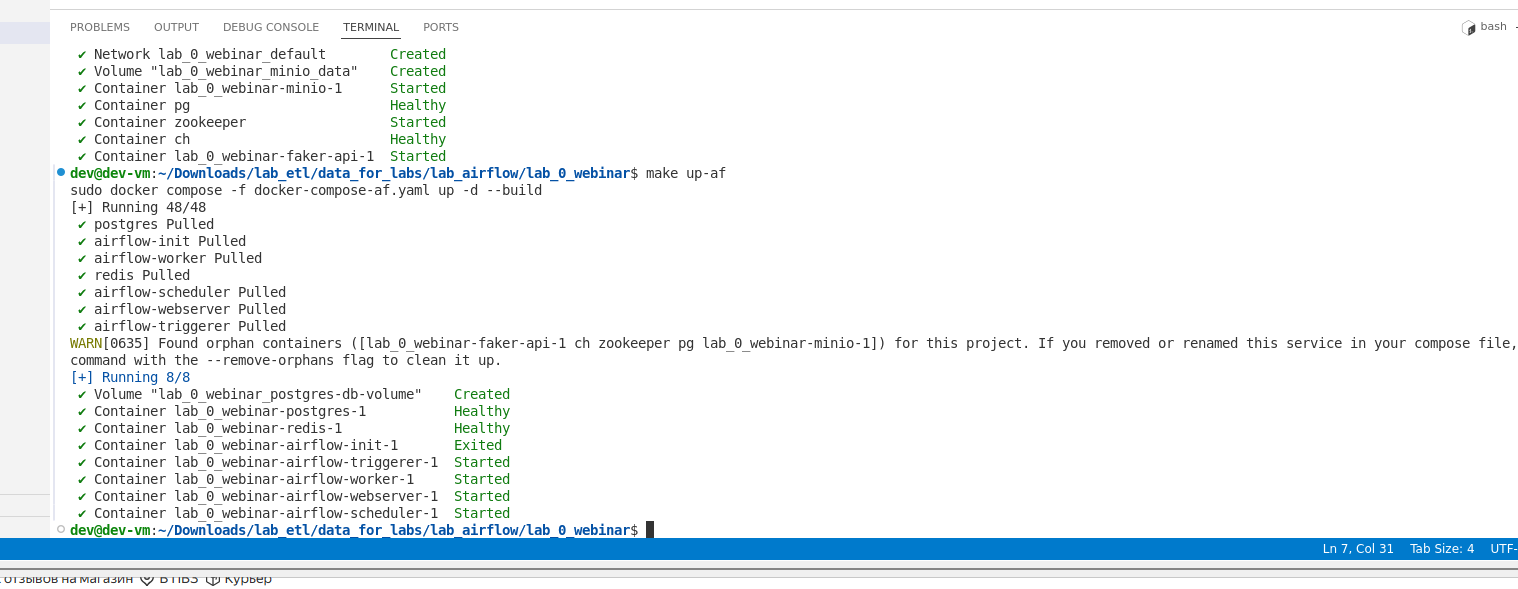 PROBLEMS OUTPUT DEBUG CONSOLE TERMINAL PORTS bash
✔ Network lab_0_webinar_default Created
✔ Volume "lab_0_webinar_minio_data" Created
✔ Container lab_0_webinar-minio-1 Started
✔ Container pg Healthy
✔ Container zookeeper Started
✔ Container ch Healthy
✔ Container lab_0_webinar-faker-api-1 Started
dev@dev-vm:~/Downloads/lab_etl/data_for_labs/lab_airflow/lab_0_webinar$ make up-af
sudo docker compose -f docker-compose-af.yaml up -d --build
[+] Running 48/48
✔ postgres Pulled
✔ airflow-init Pulled
✔ airflow-worker Pulled
✔ redis Pulled
✔ airflow-scheduler Pulled
✔ airflow-webserver Pulled
✔ airflow-triggerer Pulled
WARN[0635] Found orphan containers ([lab_0_webinar-faker-api-1 ch zookeeper pg lab_0_webinar-minio-1]) for this project. If you removed or renamed this service in your compose file,
command with the --remove-orphans flag to clean it up.
[+] Running 8/8
✔ Volume "lab_0_webinar_postgres-db-volume" Created
✔ Container lab_0_webinar-postgres-1 Healthy
✔ Container lab_0_webinar-redis-1 Healthy
✔ Container lab_0_webinar-airflow-init-1 Exited
✔ Container lab_0_webinar-airflow-triggerer-1 Started
✔ Container lab_0_webinar-airflow-worker-1 Started
✔ Container lab_0_webinar-airflow-webserver-1 Started
✔ Container lab_0_webinar-airflow-scheduler-1 Started
dev@dev-vm:~/Downloads/lab_etl/data_for_labs/lab_airflow/lab_0_webinar$
Ln 7, Col 31 Tab Size: 4 UTF-
отзывов на магазин В ПВЗ Курьер